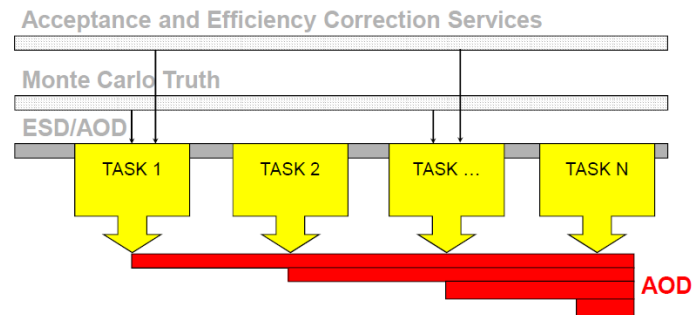 Acceptance and Efficiency Correction Services
Monte Carlo Truth
ESD/AOD
TASK 1
TASK 2
TASK ...
TASK N
AOD